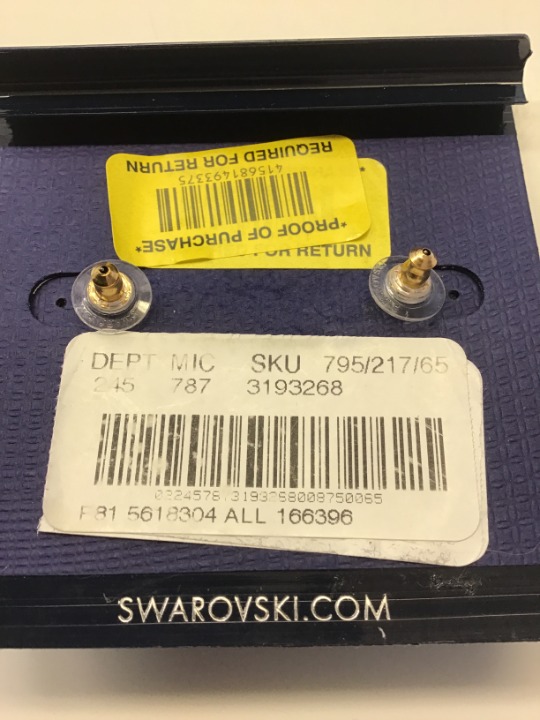 REQUIRED FOR RETURN
415681493375
*PROOF OF PURCHASE*
FOR RETURN
DEPT MIC SKU 795/217/65
245 787 3193268
5618304 ALL 166396
SWAROVSKI.COM